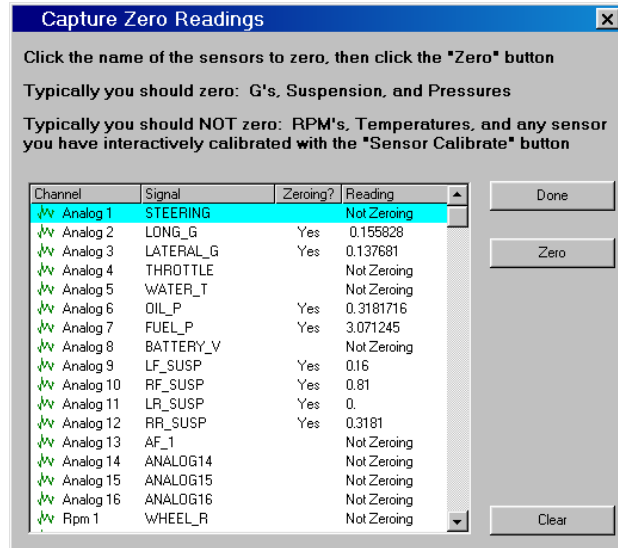 Capture Zero Readings
Click the name of the sensors to zero, then click the "Zero" button
Typically you should zero: G's, Suspension, and Pressures
Typically you should NOT zero: RPM's, Temperatures, and any sensor
you have interactively calibrated with the "Sensor Calibrate" button
Channel Signal Zeroing? Reading
Analog 1 STEERING Not Zeroing
Analog 2 LONG_G Yes 0.155828
Analog 3 LATERAL_G Yes 0.137681
Analog 4 THROTTLE Not Zeroing
Analog 5 WATER_T Not Zeroing
Analog 6 OIL_P Yes 0.3181716
Analog 7 FUEL_P Yes 3.071245
Analog 8 BATTERY_V Not Zeroing
Analog 9 LF_SUSP Yes 0.16
Analog 10 RF_SUSP Yes 0.81
Analog 11 LR_SUSP Yes 0.
Analog 12 RR_SUSP Yes 0.3181
Analog 13 AF_1 Not Zeroing
Analog 14 ANALOG14 Not Zeroing
Analog 15 ANALOG15 Not Zeroing
Analog 16 ANALOG16 Not Zeroing
Rpm 1 WHEEL_R Not Zeroing
Done
Zero
Clear